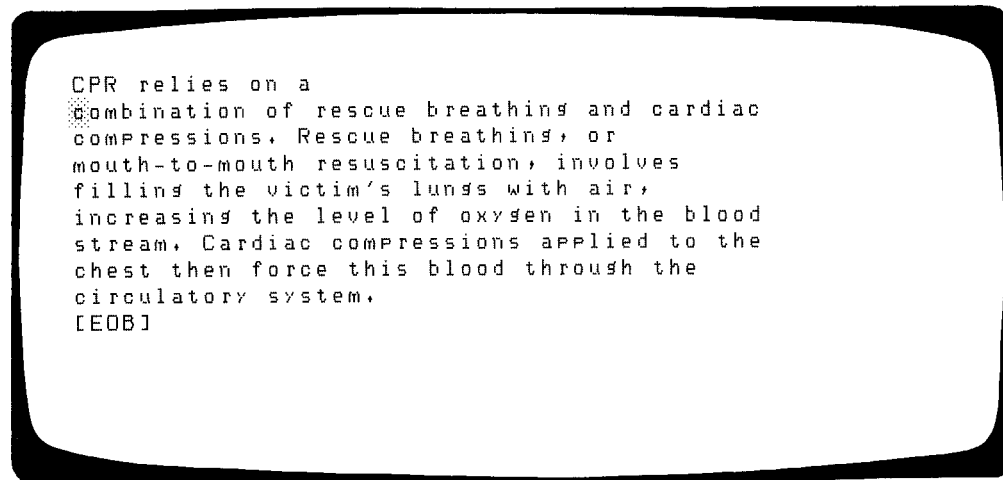 CPR relies on a
combination of rescue breathing and cardiac
compressions. Rescue breathing, or
mouth-to-mouth resuscitation, involves
filling the victim's lungs with air,
increasing the level of oxygen in the blood
stream. Cardiac compressions applied to the
chest then force this blood through the
circulatory system.
[EOB]